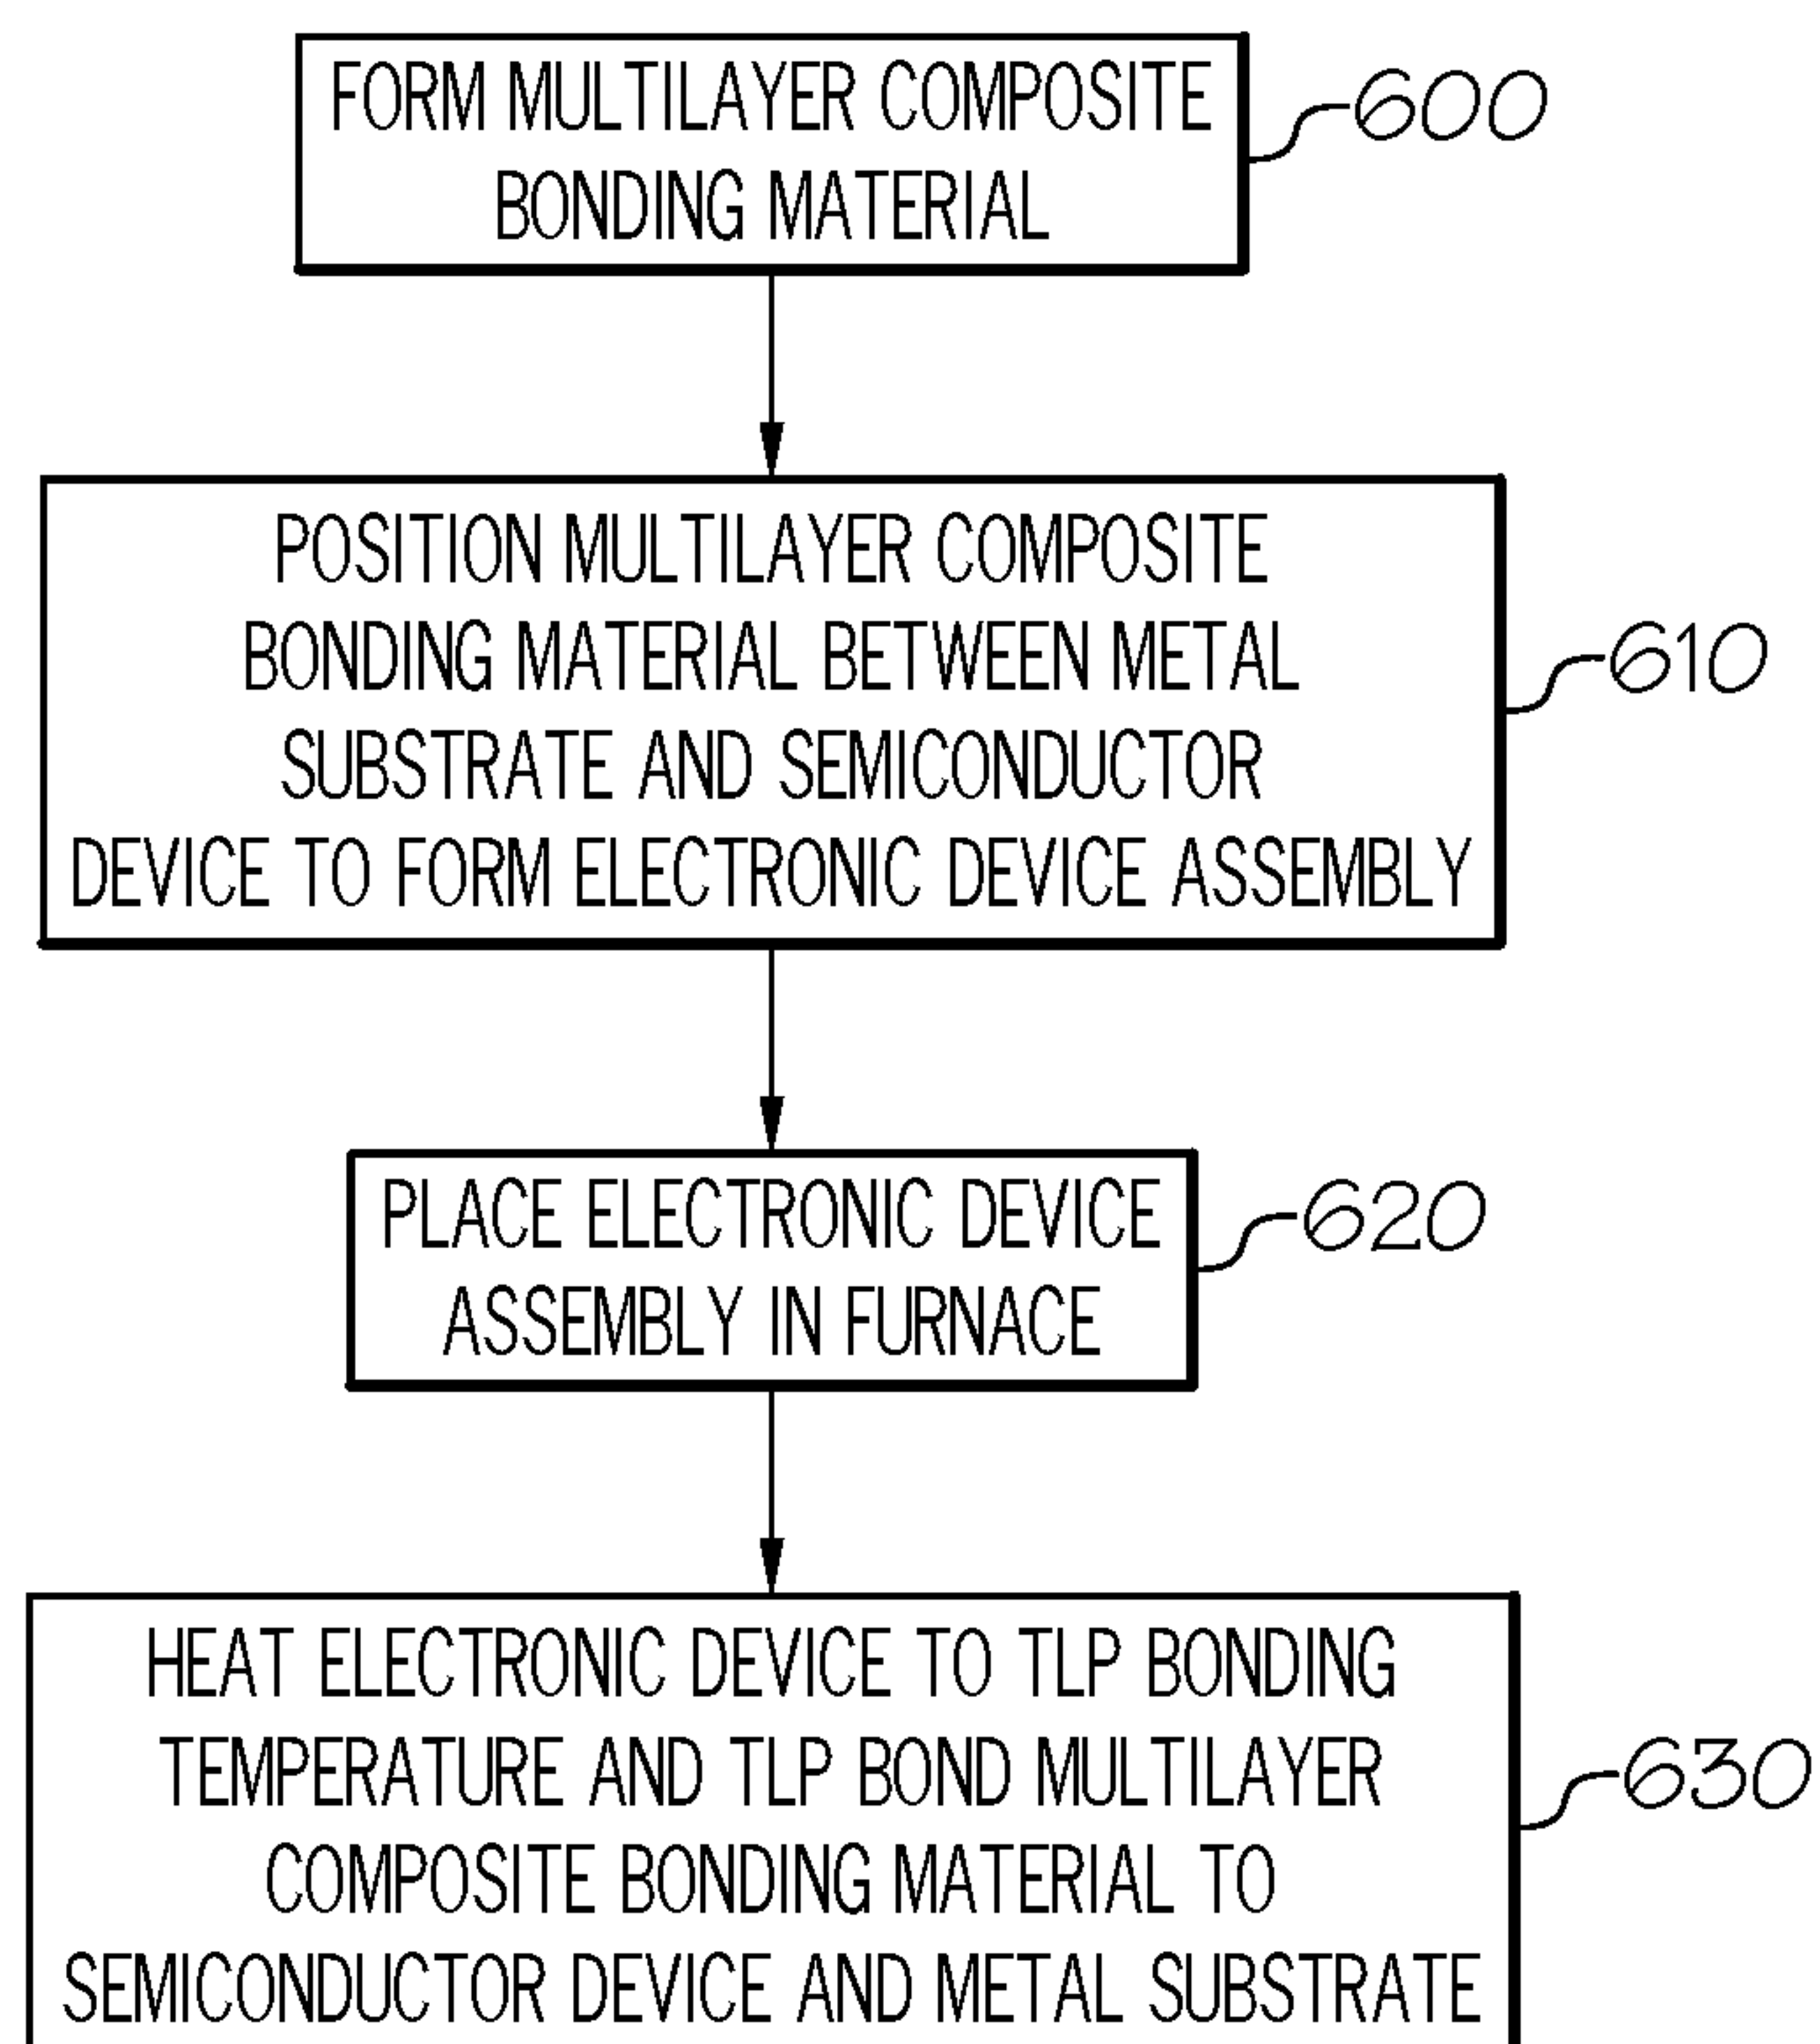 FORM MULTILAYER COMPOSITE
BONDING MATERIAL
600
POSITION MULTILAYER COMPOSITE
BONDING MATERIAL BETWEEN METAL
SUBSTRATE AND SEMICONDUCTOR
DEVICE TO FORM ELECTRONIC DEVICE ASSEMBLY
610
PLACE ELECTRONIC DEVICE
ASSEMBLY IN FURNACE
620
HEAT ELECTRONIC DEVICE TO TLP BONDING
TEMPERATURE AND TLP BOND MULTILAYER
COMPOSITE BONDING MATERIAL TO
SEMICONDUCTOR DEVICE AND METAL SUBSTRATE
630